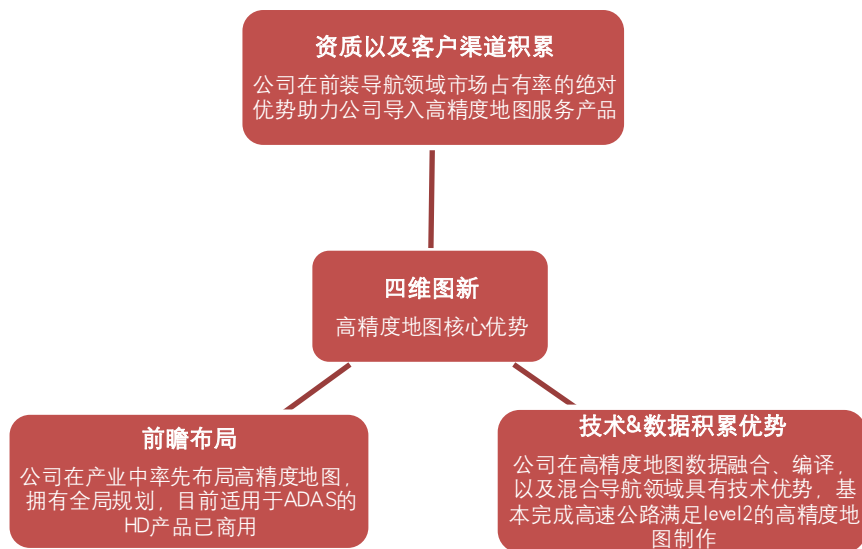 资质以及客户渠道积累
公司在前装导航领域市场占有率的绝对
优势助力公司导入高精度地图服务产品
四维图新
高精度地图核心优势
前瞻布局
公司在产业中率先布局高精度地图，
拥有全局规划，目前适用于ADAS的
HD产品已商用
技术&数据积累优势
公司在高精度地图数据融合、编译，
以及混合导航领域具有技术优势，基
本完成高速公路满足level2的高精度地
图制作